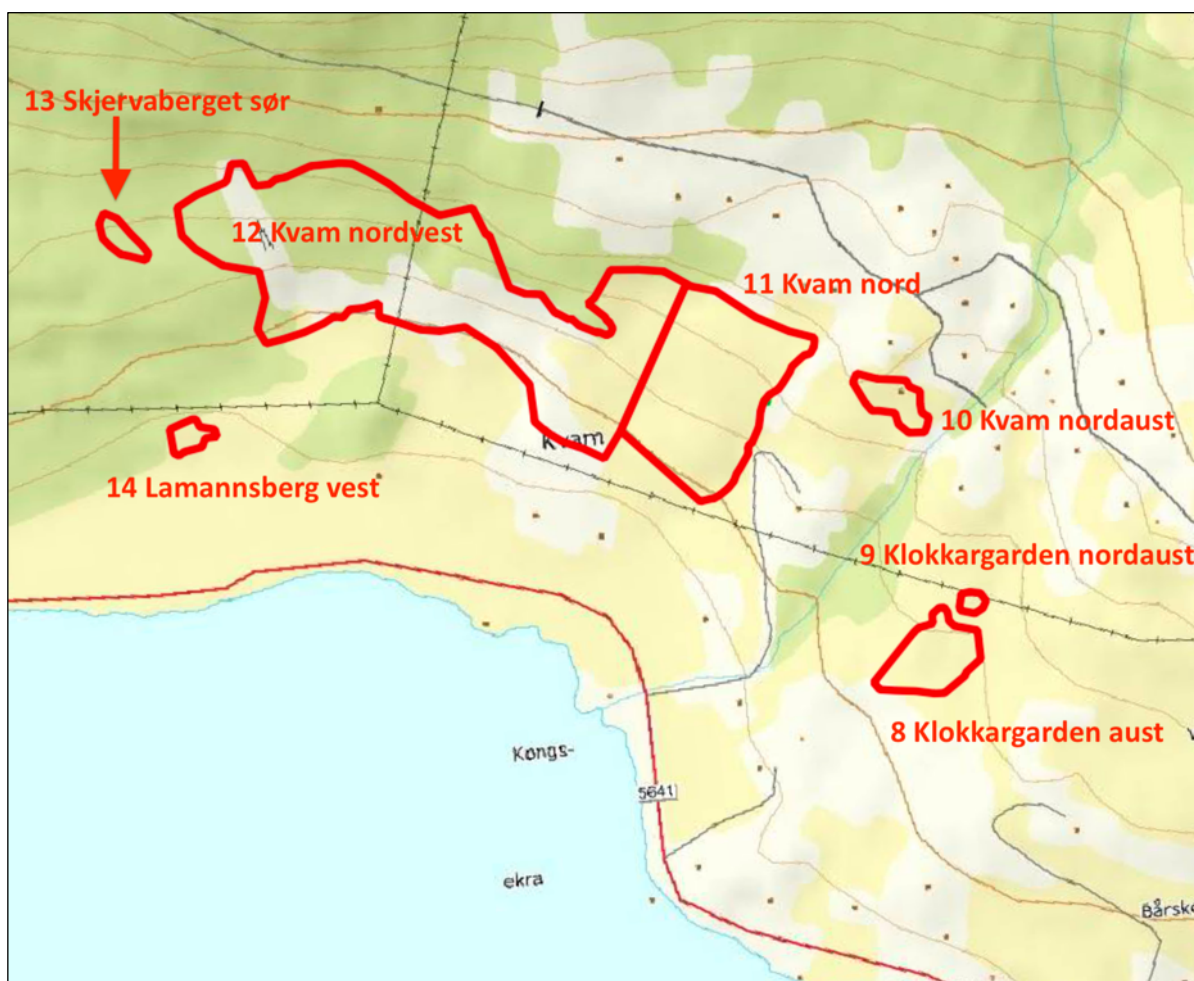 13 Skjervaberget sør
12 Kvam nordvest
11 Kvam nord
10 Kvam nordaust
Kvam
14 Lamannsberg vest
9 Klokkargarden nordaust
8 Klokkargarden aust
Kongs-
5641
ekra
Bårske